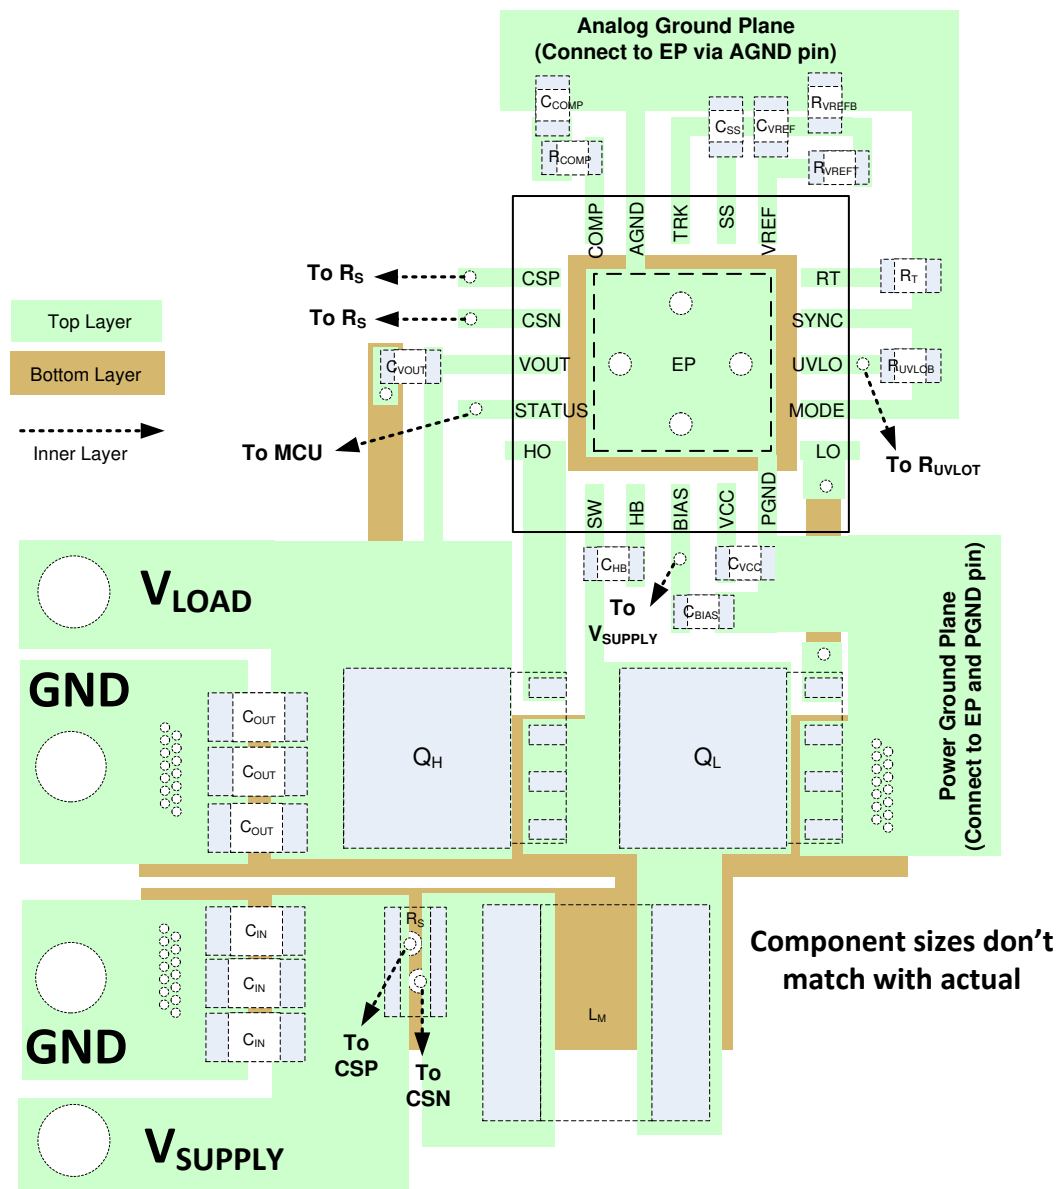 Analog Ground Plane
(Connect to EP via AGND pin)
CCOMP
RCOMP
CSS
CVREF
RVREFB
RVREFT
COMP
AGND
TRK
SS
VREF
To RS
CSP
RT
RT
To RS
CSN
SYNC
Top Layer
CVOUT
VOUT
EP
UVLO
RUVLOB
Bottom Layer
STATUS
MODE
Inner Layer
To MCU
HO
LO
To RUVLOT
SW
HB
BIAS
VCC
PGND
CHB
CVCC
VLOAD
To
VSUPPLY
CBIAS
Power Ground Plane
(Connect to EP and PGND pin)
GND
COUT
COUT
COUT
QH
QL
CIN
CIN
CIN
RS
GND
To
CSP
To
CSN
LM
Component sizes don’t
match with actual
VSUPPLY